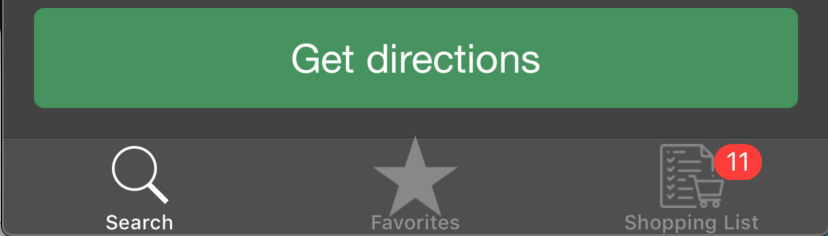 Get directions
11
Search Favorites Shopping List